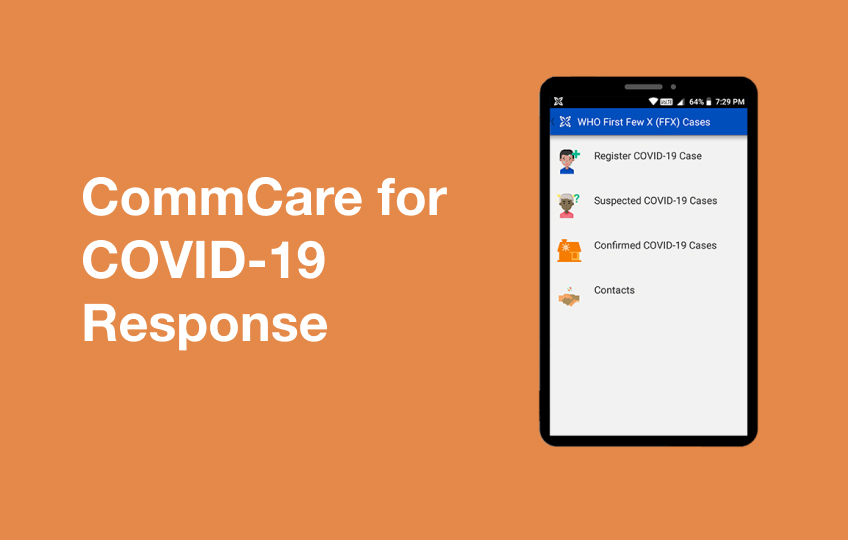 CommCare for
COVID-19
Response
64% 7:29 PM
WHO First Few X (FFX) Cases
Register COVID-19 Case
Suspected COVID-19 Cases
Confirmed COVID-19 Cases
Contacts